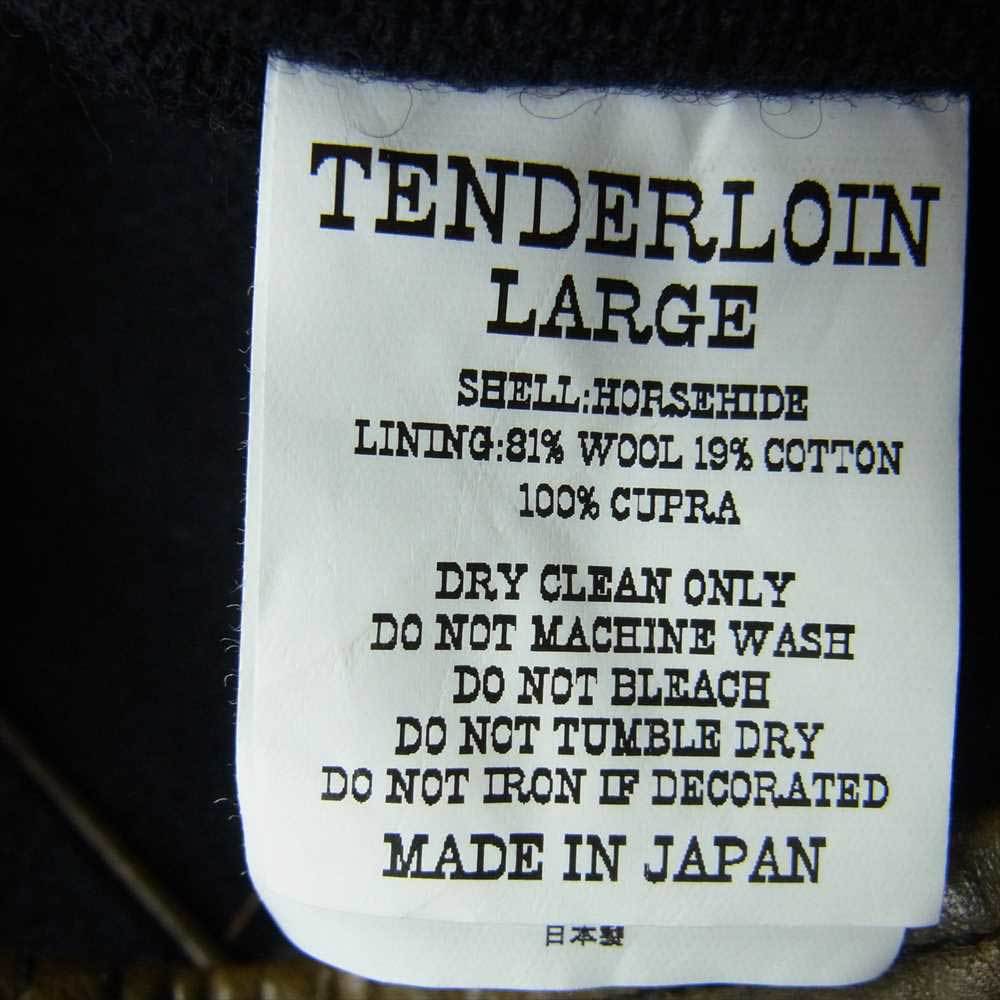 TENDERLOIN
LARGE
SHELL:HORSEHIDE
LINING:81% WOOL 19% COTTON
100% CUPRA
DRY CLEAN ONLY
DO NOT MACHINE WASH
DO NOT BLEACH
DO NOT TUMBLE DRY
DO NOT IRON IF DECORATED
MADE IN JAPAN
日本製